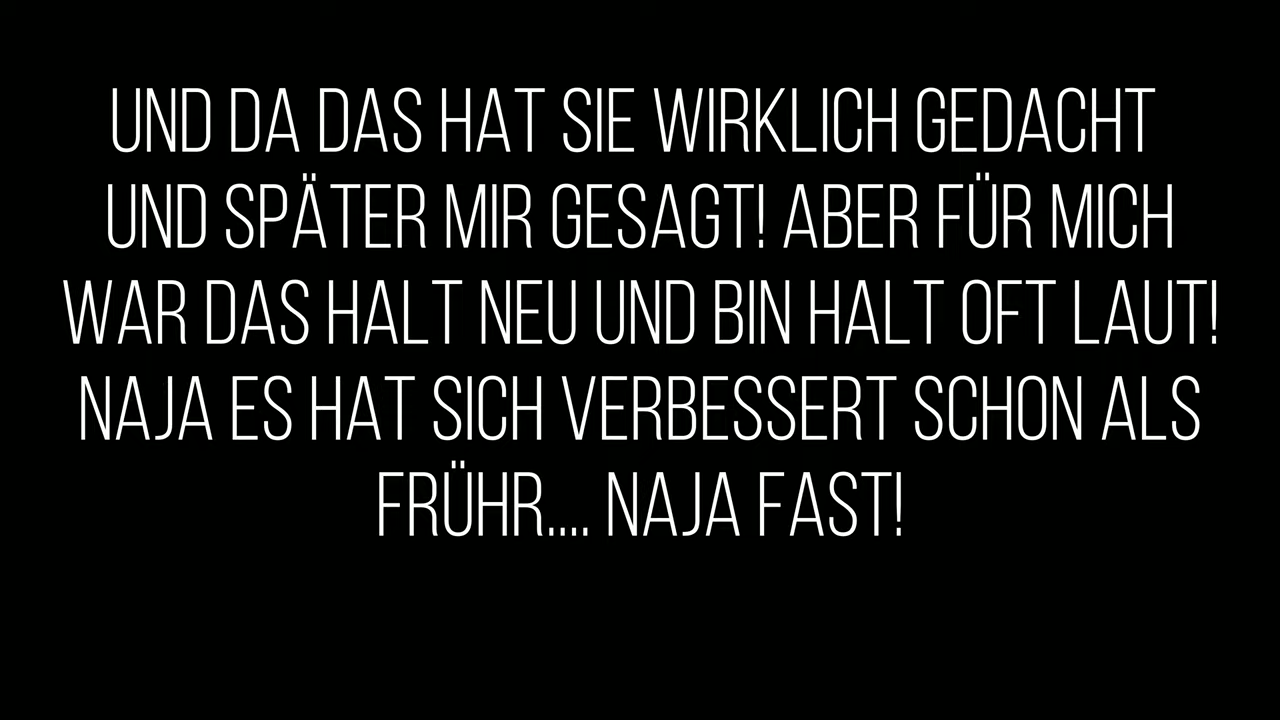 UND DA DAS HAT SIE WIRKLICH GEDACHT
UND SPÄTER MIR GESAGT! ABER FÜR MICH
WAR DAS HALT NEU UND BIN HALT OFT LAUT!
NAJA ES HAT SICH VERBESSERT SCHON ALS
FRÜHR.... NAJA FAST!